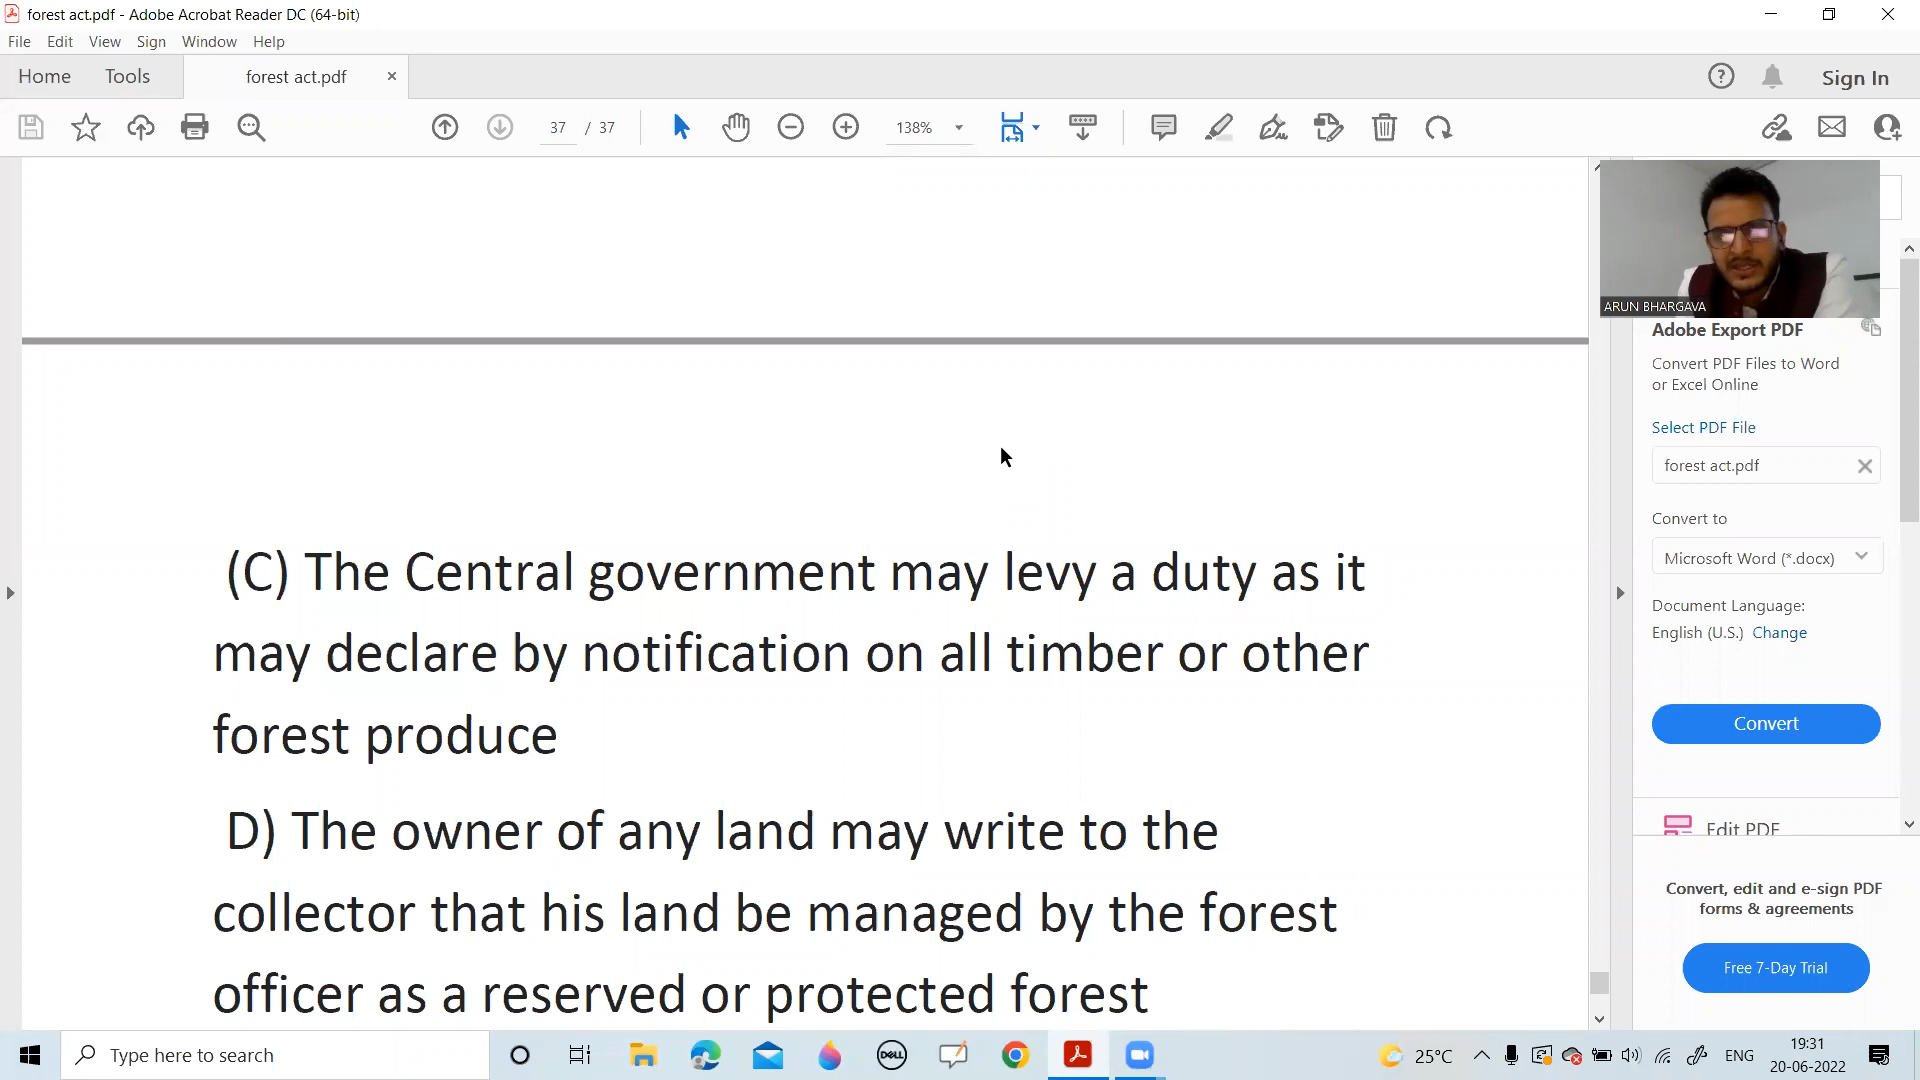 forest act.pdf - Adobe Acrobat Reader DC (64-bit)
File Edit View Sign Window Help
Home Tools forest act.pdf Sign In
37 / 37 138%
ARUN BHARGAVA
Adobe Export PDF
Convert PDF Files to Word
or Excel Online
Select PDF File
forest act.pdf
Convert to
Microsoft Word (*.docx)
Document Language:
English (U.S.) Change
Convert
Edit PDF
Convert, edit and e-sign PDF
forms & agreements
Free 7-Day Trial
(C) The Central government may levy a duty as it
may declare by notification on all timber or other
forest produce
D) The owner of any land may write to the
collector that his land be managed by the forest
officer as a reserved or protected forest
Type here to search
DELL
25°C
ENG
19:31
20-06-2022